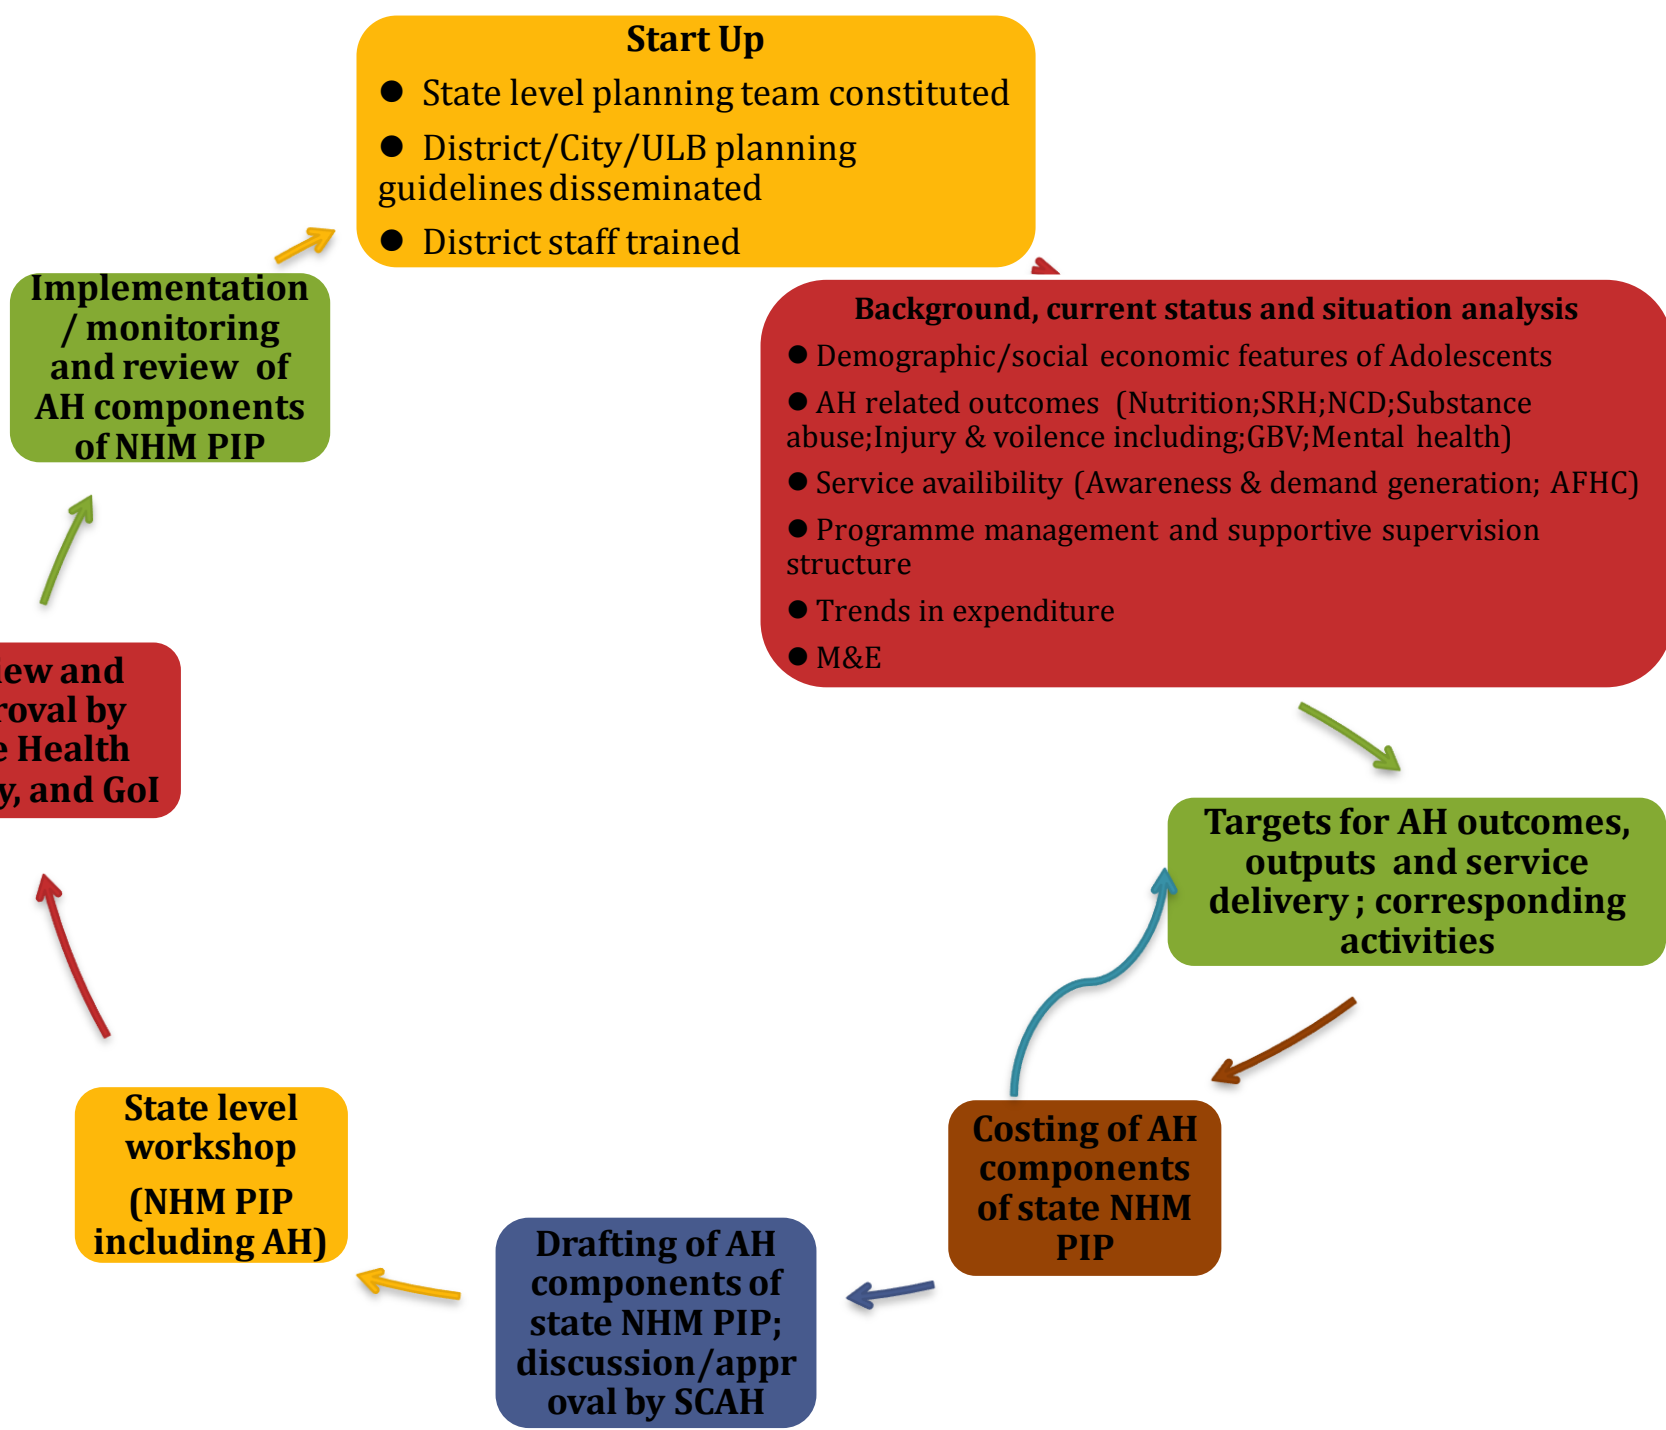 Start Up
● State level planning team constituted
● District/City/ULB planning
guidelines disseminated
● District staff trained
Background, current status and situation analysis
● Demographic/social economic features of Adolescents
● AH related outcomes (Nutrition;SRH;NCD;Substance
abuse;Injury & voilence including;GBV;Mental health)
● Service availibility (Awareness & demand generation; AFHC)
● Programme management and supportive supervision
structure
● Trends in expenditure
● M&E
Targets for AH outcomes,
outputs and service
delivery ; corresponding
activities
Costing of AH
components
of state NHM
PIP
Drafting of AH
components of
state NHM PIP;
discussion/appr
oval by SCAH
State level
workshop
(NHM PIP
including AH)
and
by
Health
and GoI
Implementation
/ monitoring
and review of
AH components
of NHM PIP